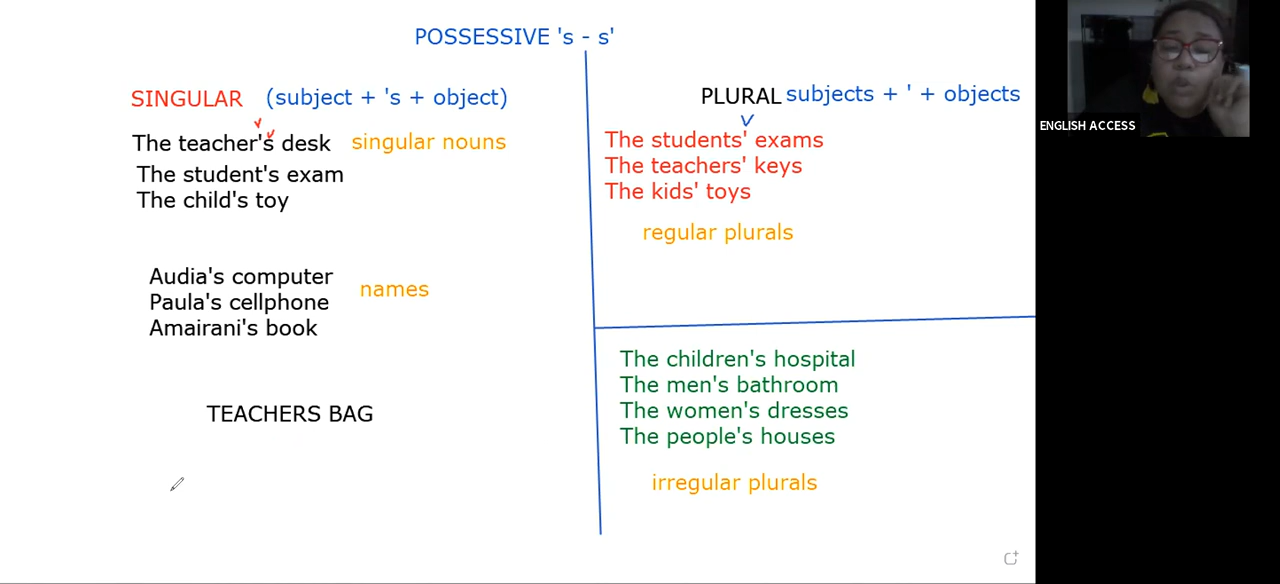 POSSESSIVE 's - s'
SINGULAR (subject + 's + object)
The teacher's desk singular nouns
The student's exam
The child's toy
Audia's computer
Paula's cellphone names
Amairani's book
TEACHERS BAG
PLURAL subjects + ' + objects
The students' exams
The teachers' keys
The kids' toys
regular plurals
The children's hospital
The men's bathroom
The women's dresses
The people's houses
irregular plurals
ENGLISH ACCESS